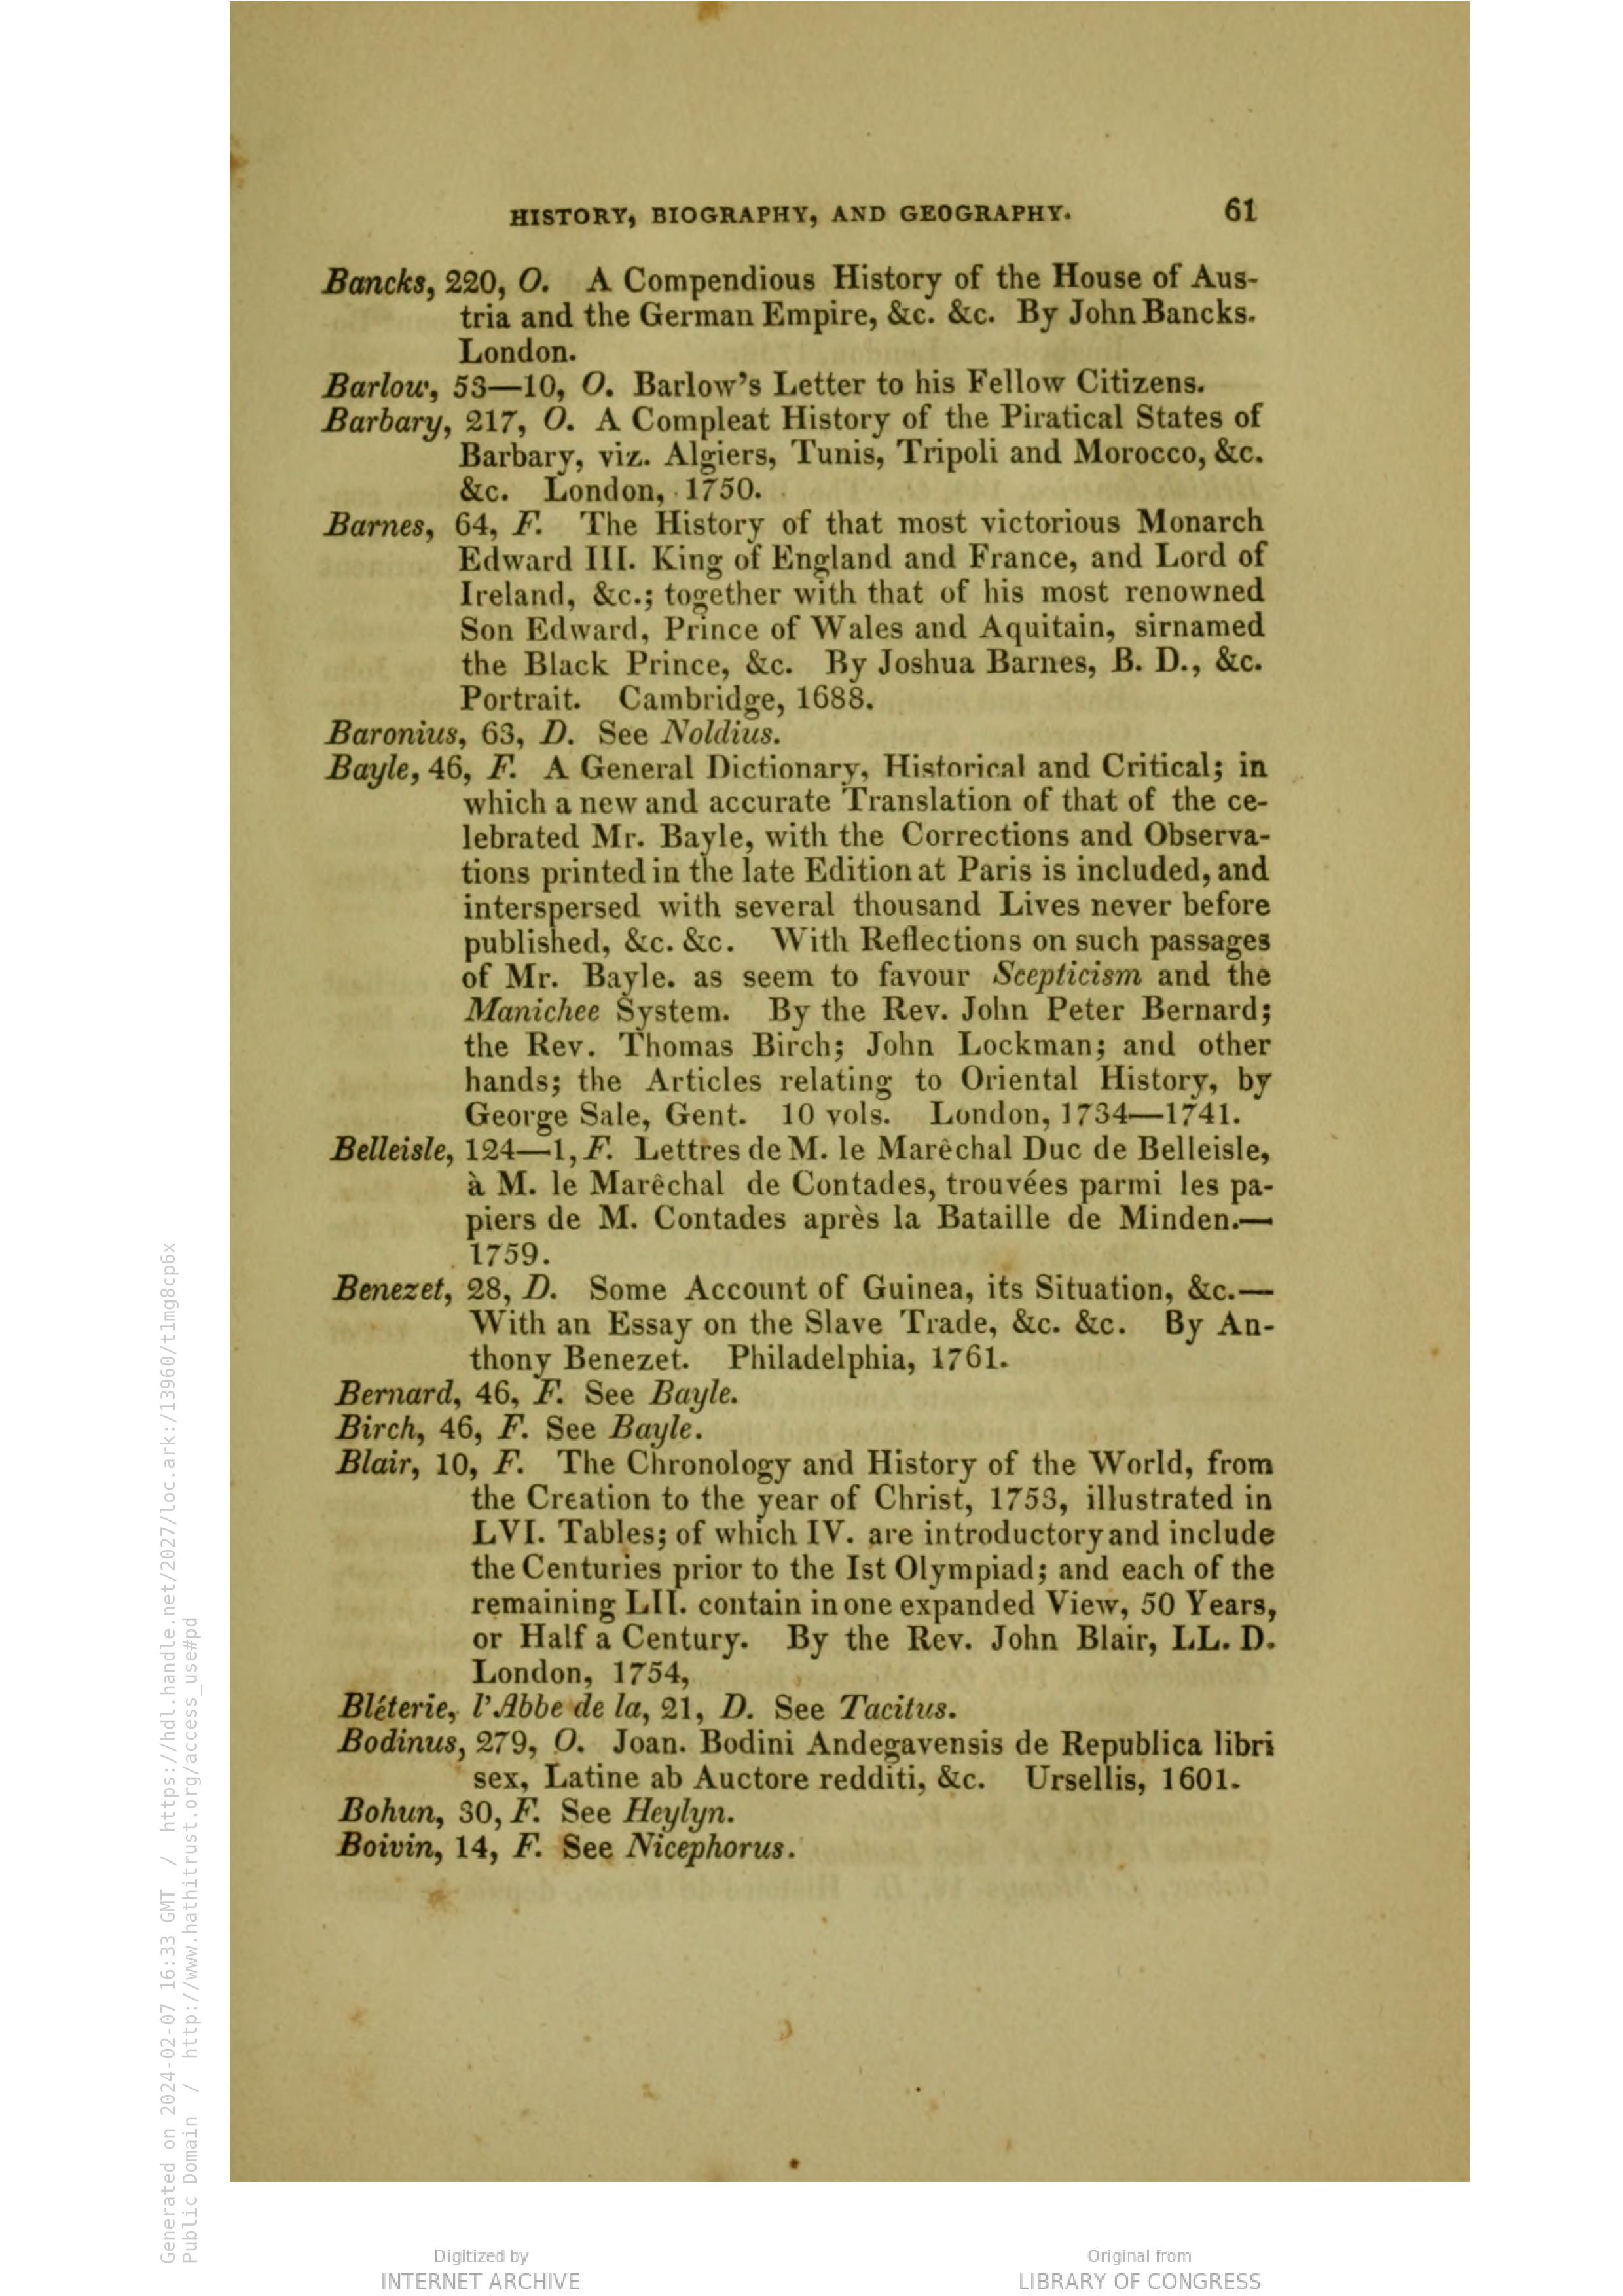 HISTORY, BIOGRAPHY, AND GEOGRAPHY. 61
Bancks, 220, O. A Compendious History of the House of Aus-
tria and the German Empire, &c. &c. By John Bancks.
London.
Barlow, 53—10, O. Barlow's Letter to his Fellow Citizens.
Barbary, 217, O. A Compleat History of the Piratical States of
Barbary, viz. Algiers, Tunis, Tripoli and Morocco, &c.
&c. London, 1750.
Barnes, 64, F. The History of that most victorious Monarch
Edward III. King of England and France, and Lord of
Ireland, &c.; together with that of his most renowned
Son Edward, Prince of Wales and Aquitain, sirnamed
the Black Prince, &c. By Joshua Barnes, B. D., &c.
Portrait. Cambridge, 1688.
Baronius, 63, D. See Noldius.
Bayle, 46, F. A General Dictionary, Historical and Critical; in
which a new and accurate Translation of that of the ce-
lebrated Mr. Bayle, with the Corrections and Observa-
tions printed in the late Edition at Paris is included, and
interspersed with several thousand Lives never before
published, &c. &c. With Reflections on such passages
of Mr. Bayle. as seem to favour Scepticism and the
Manichee System. By the Rev. John Peter Bernard;
the Rev. Thomas Birch; John Lockman; and other
hands; the Articles relating to Oriental History, by
George Sale, Gent. 10 vols. London, 1734—1741.
Belleisle, 124—1, F. Lettres de M. le Marêchal Duc de Belleisle,
à M. le Marêchal de Contades, trouvées parmi les pa-
piers de M. Contades après la Bataille de Minden.—
1759.
Benezet, 28, D. Some Account of Guinea, its Situation, &c.—
With an Essay on the Slave Trade, &c. &c. By An-
thony Benezet. Philadelphia, 1761.
Bernard, 46, F. See Bayle.
Birch, 46, F. See Bayle.
Blair, 10, F. The Chronology and History of the World, from
the Creation to the year of Christ, 1753, illustrated in
LVI. Tables; of which IV. are introductory and include
the Centuries prior to the Ist Olympiad; and each of the
remaining LII. contain in one expanded View, 50 Years,
or Half a Century. By the Rev. John Blair, LL. D.
London, 1754,
Bléterie, l'Abbe de la, 21, D. See Tacitus.
Bodinus, 279, O. Joan. Bodini Andegavensis de Republica libri
sex, Latine ab Auctore redditi, &c. Ursellis, 1601.
Bohun, 30, F. See Heylyn.
Boivin, 14, F. See Nicephorus.
Generated on 2024-02-07 16:33 GMT / https://hdl.handle.net/2027/loc.ark:/13960/t1mg8cp6x
Public Domain / http://www.hathitrust.org/access_use#pd
Digitized by
INTERNET ARCHIVE
Original from
LIBRARY OF CONGRESS